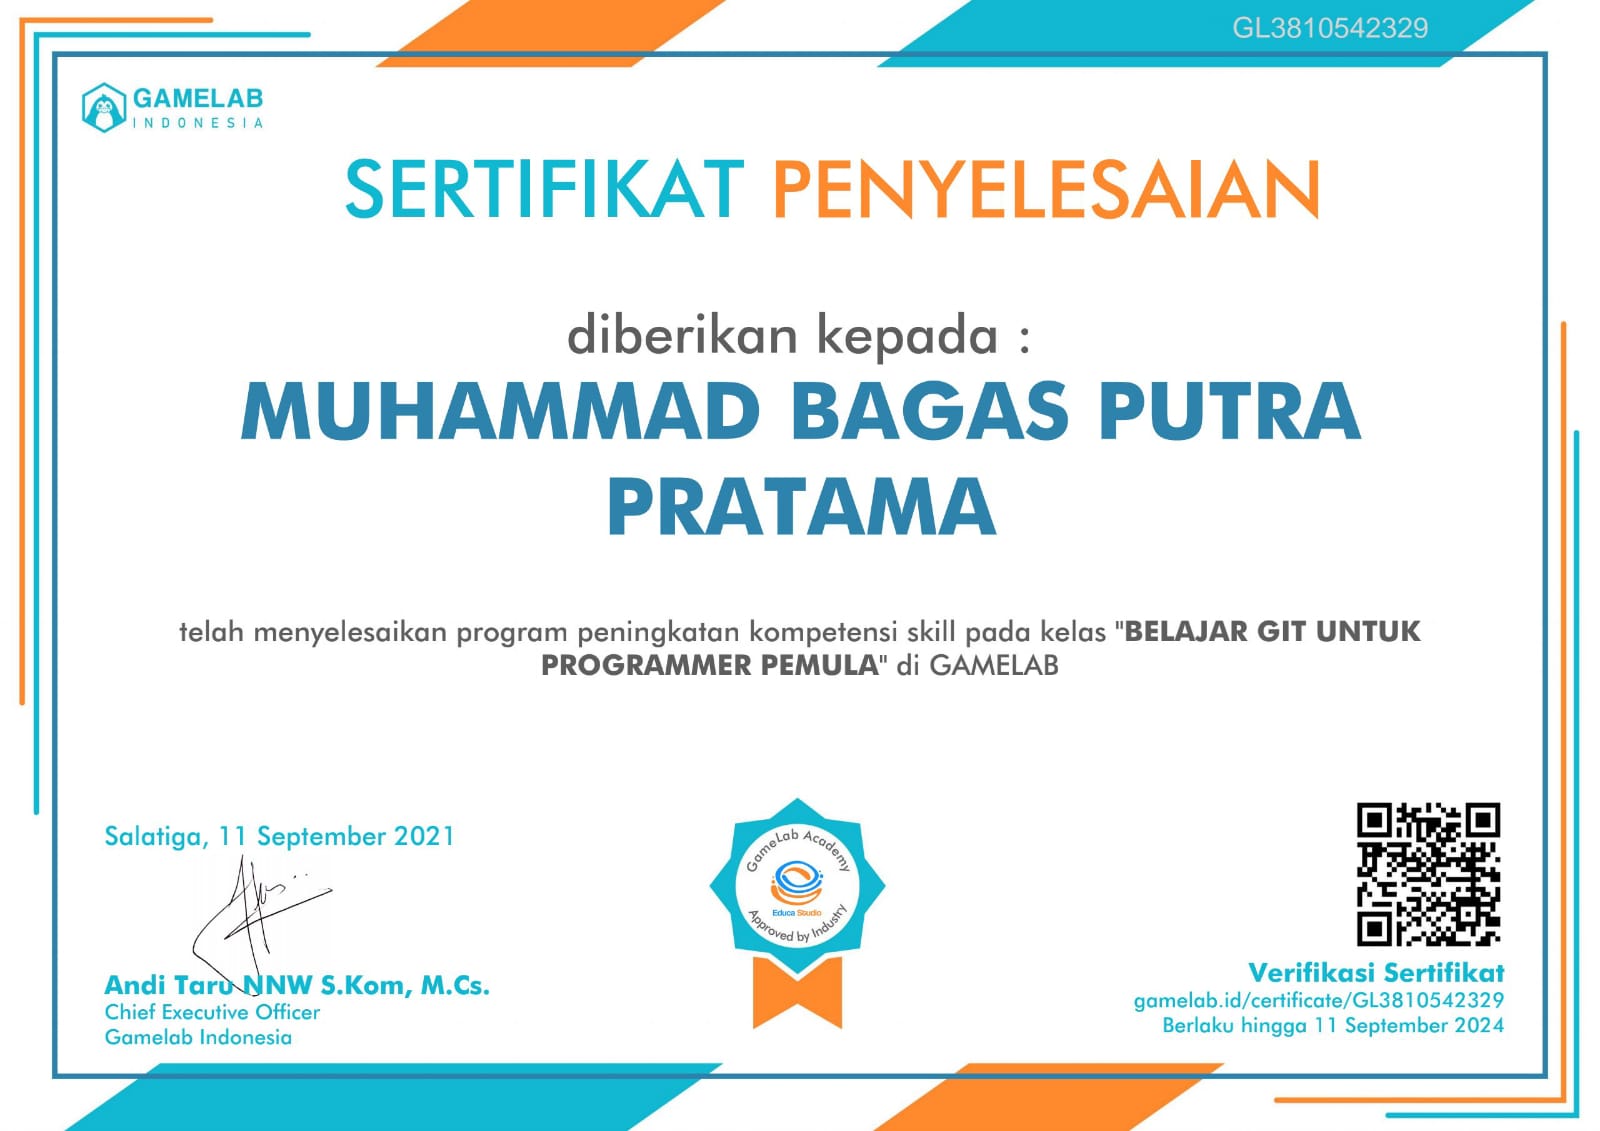 GL3810542329
GAMELAB
INDONESIA
SERTIFIKAT PENYELESAIAN
diberikan kepada :
MUHAMMAD BAGAS PUTRA
PRATAMA
telah menyelesaikan program peningkatan kompetensi skill pada kelas "BELAJAR GIT UNTUK
PROGRAMMER PEMULA" di GAMELAB
Salatiga, 11 September 2021
Andi Taru NNW S.Kom, M.Cs.
Chief Executive Officer
Gamelab Indonesia
GameLab Academy
Educa Studio
Approved by Industry
Verifikasi Sertifikat
gamelab.id/certificate/GL3810542329
Berlaku hingga 11 September 2024